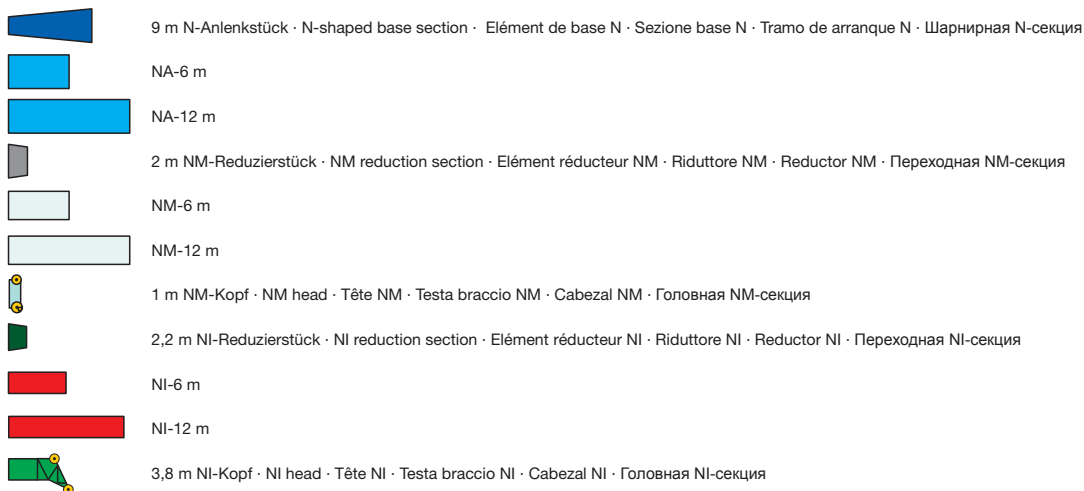 9 m N-Anlenkstück · N-shaped base section · Elément de base N · Sezione base N · Tramo de arranque N · Шарнирная N-секция
NA-6 m
NA-12 m
2 m NM-Reduzierstück · NM reduction section · Elément réducteur NM · Riduttore NM · Reductor NM · Переходная NM-секция
NM-6 m
NM-12 m
1 m NM-Kopf · NM head · Tête NM · Testa braccio NM · Cabezal NM · Головная NM-секция
2,2 m NI-Reduzierstück · NI reduction section · Elément réducteur NI · Riduttore NI · Reductor NI · Переходная NI-секция
NI-6 m
NI-12 m
3,8 m NI-Kopf · NI head · Tête NI · Testa braccio NI · Cabezal NI · Головная NI-секция